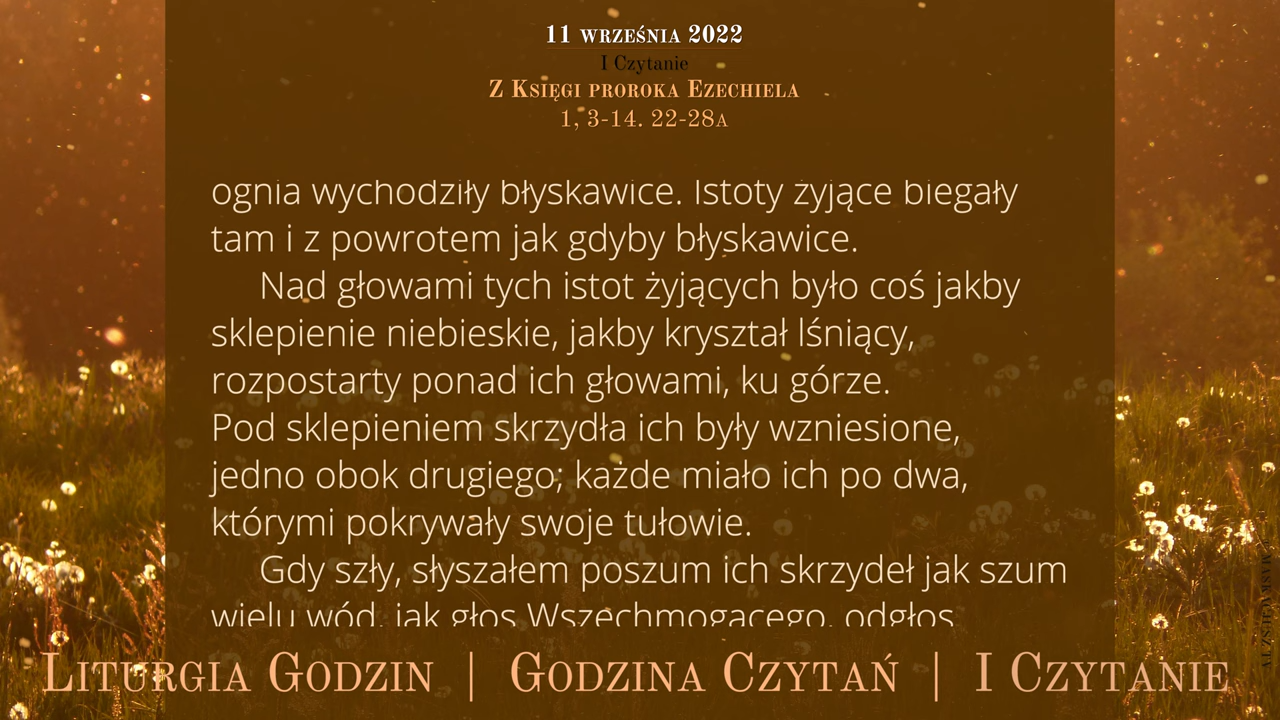 11 WRZEŚNIA 2022
I Czytanie
Z KSIĘGI PROROKA EZECHIELA
1, 3-14. 22-28A
ognia wychodziły błyskawice. Istoty żyjące biegały
tam i z powrotem jak gdyby błyskawice.
Nad głowami tych istot żyjących było coś jakby
sklepienie niebieskie, jakby kryształ lśniący,
rozpostarty ponad ich głowami, ku górze.
Pod sklepieniem skrzydła ich były wzniesione,
jedno obok drugiego; każde miało ich po dwa,
którymi pokrywały swoje tułowie.
Gdy szły, słyszałem poszum ich skrzydeł jak szum
wielu wód, jak głos Wszechmogącego, odgłos
LITURGIA GODZIN | GODZINA CZYTAŃ | I CZYTANIE